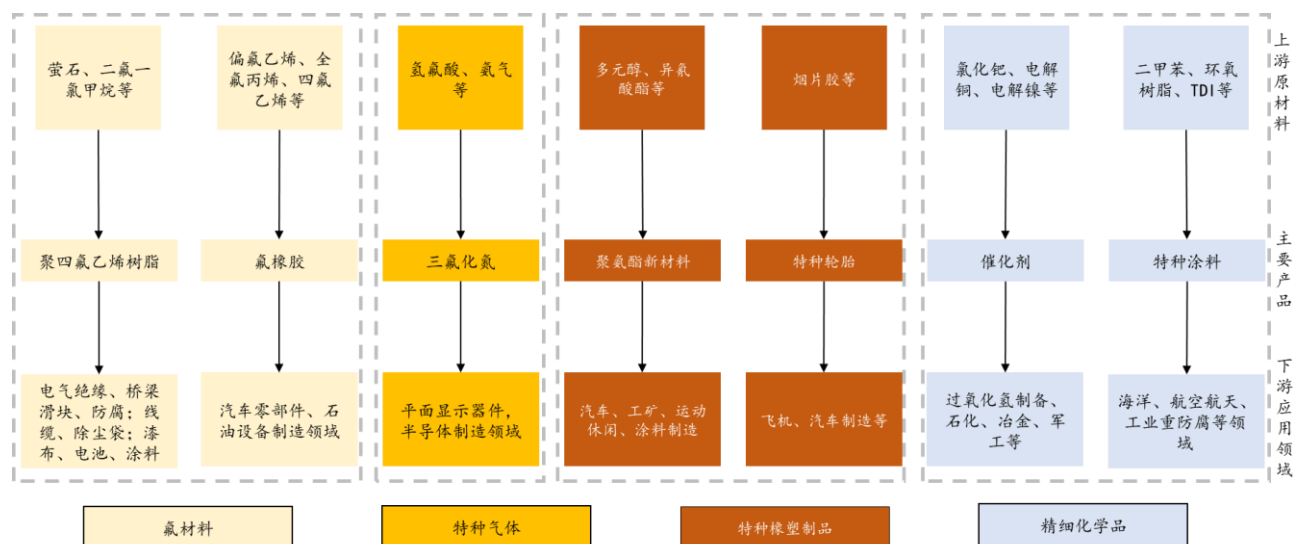 萤石、二氟一
氯甲烷等
偏氟乙烯、全
氟丙烯、四氟
乙烯等
氢氟酸、氨气
等
多元醇、异氰
酸酯等
烟片胶等
氯化钯、电解
铜、电解镍等
二甲苯、环氧
树脂、TDI等
上游原材料
聚四氟乙烯树脂
氟橡胶
三氟化氮
聚氨酯新材料
特种轮胎
催化剂
特种涂料
主要产品
电气绝缘、桥梁
滑块、防腐；线
缆、除尘袋；漆
布、电池、涂料
汽车零部件、石
油设备制造领域
平面显示器件，
半导体制造领域
汽车、工矿、运动
休闲、涂料制造
飞机、汽车制造等
过氧化氢制备、
石化、冶金、军
工等
海洋、航空航天、
工业重防腐等领
域
下游应用领域
氟材料
特种气体
特种橡塑制品
精细化学品